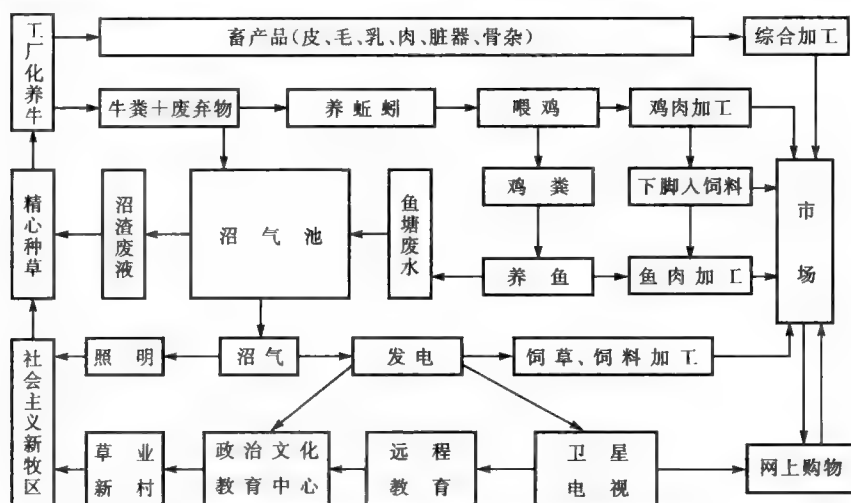 工厂化养牛
畜产品(皮、毛、乳、肉、脏器、骨杂)
综合加工
牛粪+废弃物
养蚯蚓
喂鸡
鸡肉加工
精心种草
沼渣废液
沼气池
鱼塘废水
鸡粪
下脚人饲料
市场
养鱼
鱼肉加工
社会主义新牧区
照明
沼气
发电
饲草、饲料加工
草业
新村
政治文化
教育中心
远程
教育
卫星
电视
网上购物